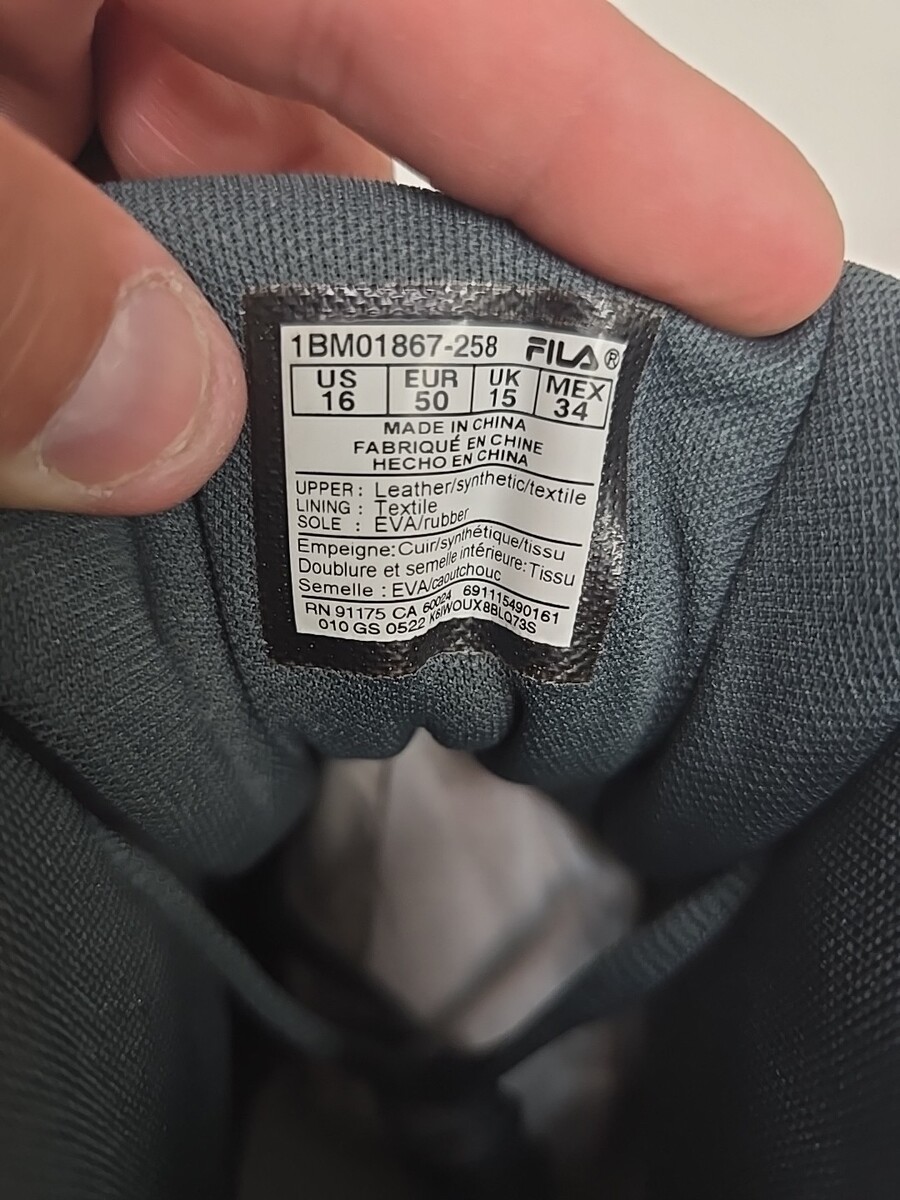 1BM01867-258 FILA®
US EUR UK MEX
16 50 15 34
MADE IN CHINA
FABRIQUÉ EN CHINE
HECHO EN CHINA
UPPER : Leather/synthetic/textile
LINING : Textile
SOLE : EVA/rubber
Empeigne: Cuir/synthétique/tissu
Doublure et semelle intérieure: Tissu
Semelle : EVA/caoutchouc
RN 91175 CA 60024 691115490161
010 GS 0522 K6IWOUX8BLQ73S